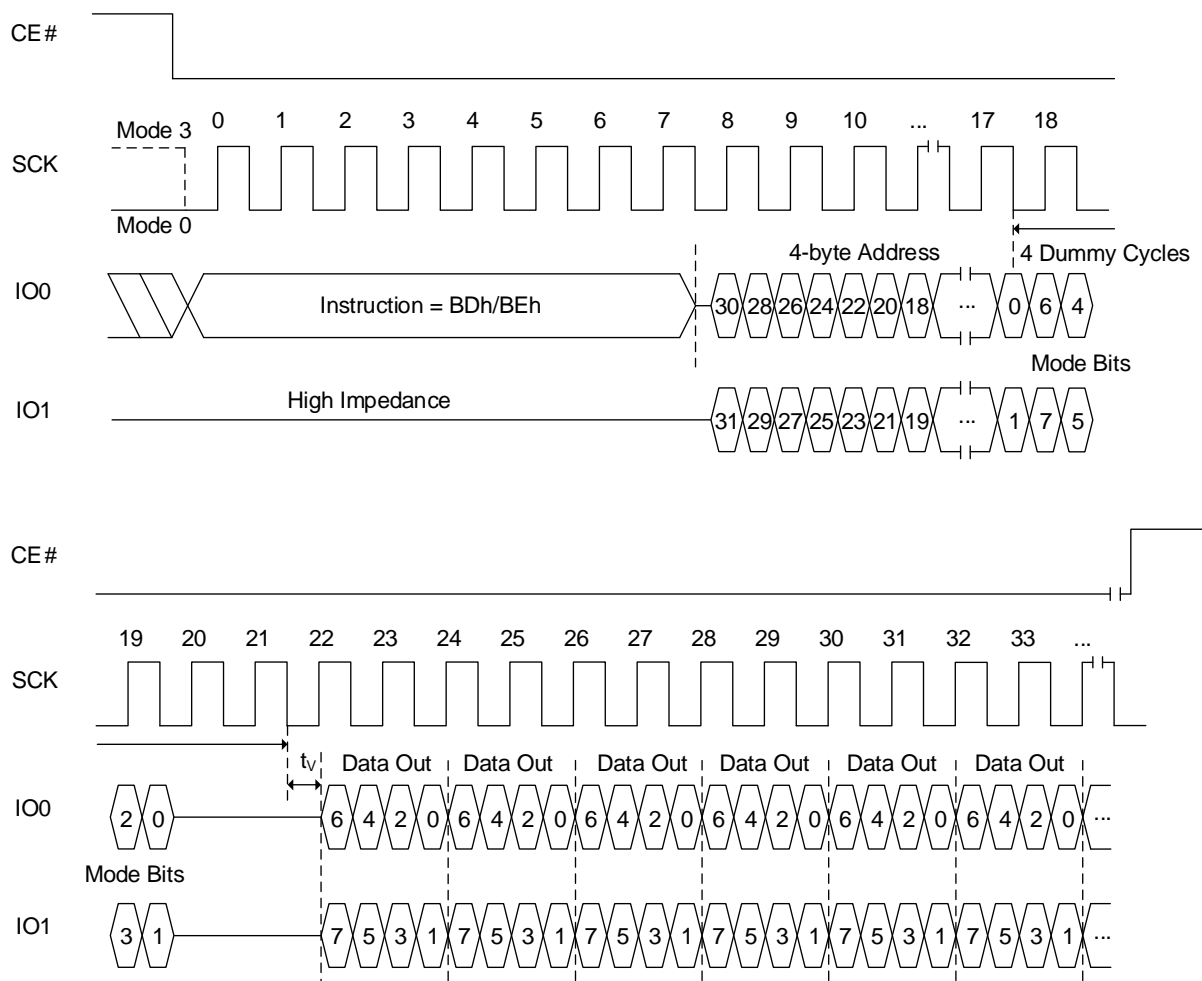 CE#
0 1 2 3 4 5 6 7 8 9 10 ... 17 18
Mode 3
SCK
Mode 0
4-byte Address 4 Dummy Cycles
IO0 Instruction = BDh/BEh 30 28 26 24 22 20 18 ... 0 6 4
Mode Bits
IO1 High Impedance 31 29 27 25 23 21 19 ... 1 7 5
CE#
19 20 21 22 23 24 25 26 27 28 29 30 31 32 33 ...
SCK
tV Data Out Data Out Data Out Data Out Data Out Data Out
IO0 2 0 6 4 2 0 6 4 2 0 6 4 2 0 6 4 2 0 6 4 2 0 6 4 2 0 ...
Mode Bits
IO1 3 1 7 5 3 1 7 5 3 1 7 5 3 1 7 5 3 1 7 5 3 1 7 5 3 1 ...